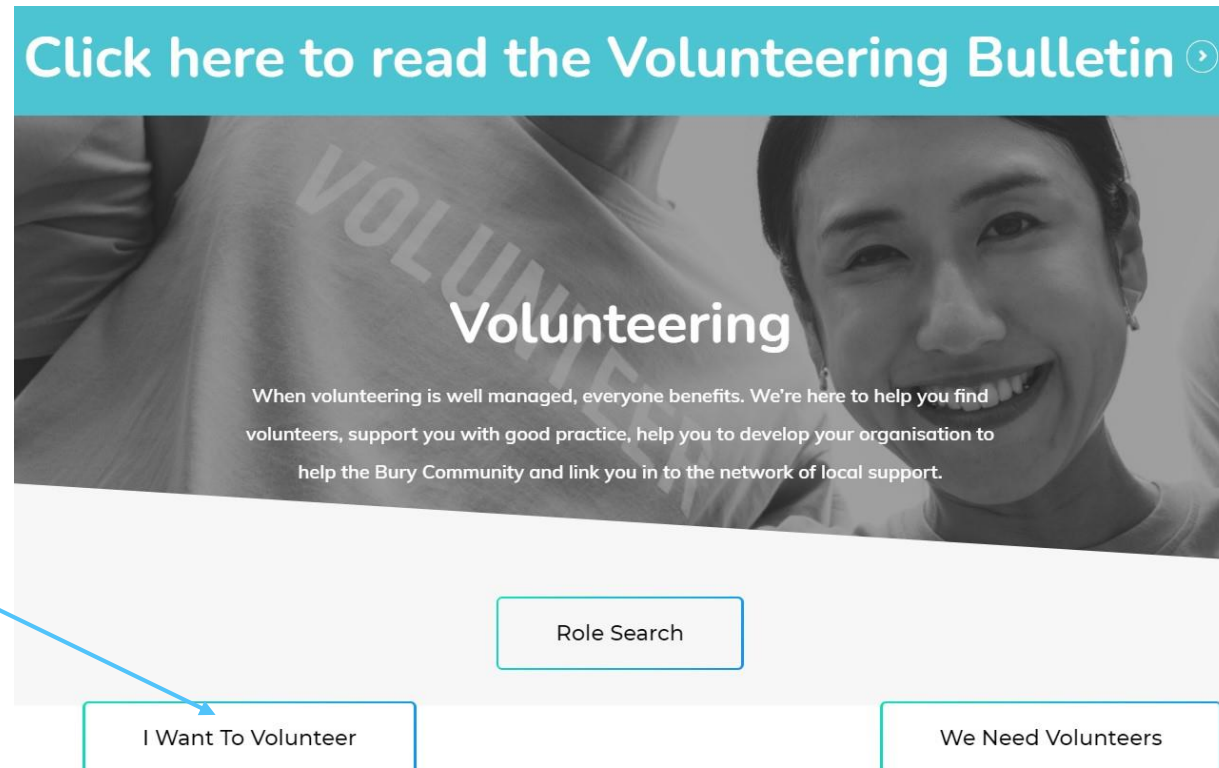 Click here to read the Volunteering Bulletin
VOLUNTEER
Volunteering
When volunteering is well managed, everyone benefits. We're here to help you find
volunteers, support you with good practice, help you to develop your organisation to
help the Bury Community and link you in to the network of local support.
Role Search
I Want To Volunteer
We Need Volunteers